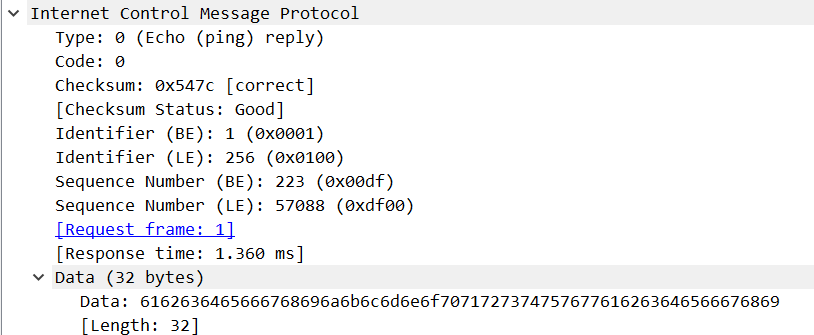 Internet Control Message Protocol
Type: 0 (Echo (ping) reply)
Code: 0
Checksum: 0x547c [correct]
[Checksum Status: Good]
Identifier (BE): 1 (0x0001)
Identifier (LE): 256 (0x0100)
Sequence Number (BE): 223 (0x00df)
Sequence Number (LE): 57088 (0xdf00)
[Request frame: 1]
[Response time: 1.360 ms]
Data (32 bytes)
Data: 6162636465666768696a6b6c6d6e6f7071727374757677616263646566676869
[Length: 32]